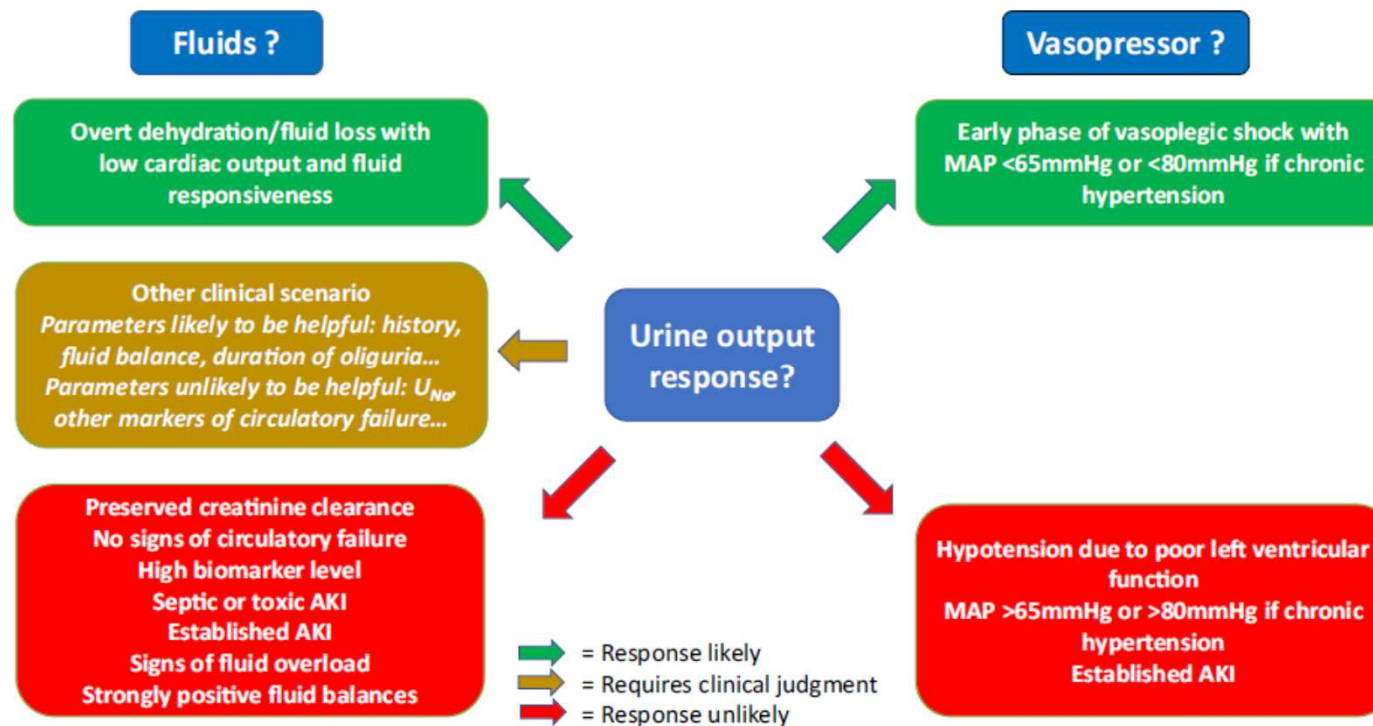 Fluids ?
Overt dehydration/fluid loss with
low cardiac output and fluid
responsiveness
Other clinical scenario
Parameters likely to be helpful: history,
fluid balance, duration of oliguria...
Parameters unlikely to be helpful: U_Na,
other markers of circulatory failure...
Preserved creatinine clearance
No signs of circulatory failure
High biomarker level
Septic or toxic AKI
Established AKI
Signs of fluid overload
Strongly positive fluid balances
Urine output
response?
= Response likely
= Requires clinical judgment
= Response unlikely
Vasopressor ?
Early phase of vasoplegic shock with
MAP <65mmHg or <80mmHg if chronic
hypertension
Hypotension due to poor left ventricular
function
MAP >65mmHg or >80mmHg if chronic
hypertension
Established AKI